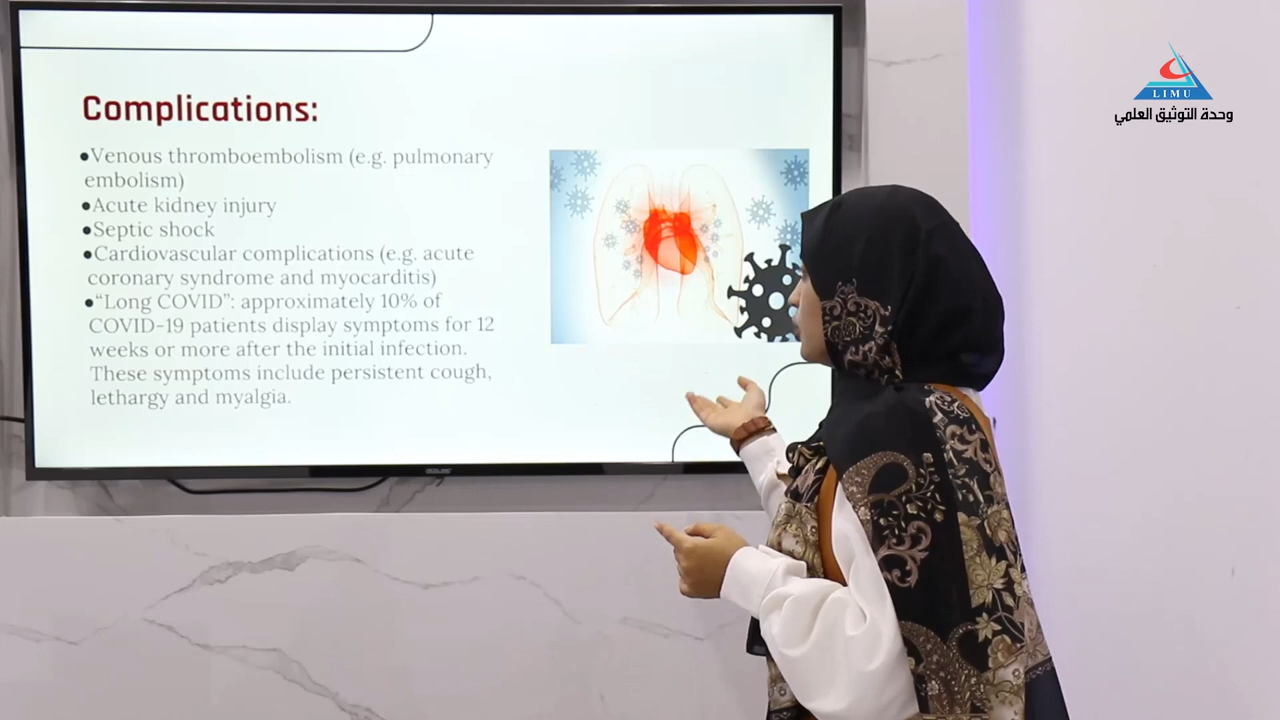 Complications:
●Venous thromboembolism (e.g. pulmonary
embolism)
●Acute kidney injury
●Septic shock
●Cardiovascular complications (e.g. acute
coronary syndrome and myocarditis)
●“Long COVID”: approximately 10% of
COVID-19 patients display symptoms for 12
weeks or more after the initial infection.
These symptoms include persistent cough,
lethargy and myalgia.
LIMU
وحدة التوثيق العلمي